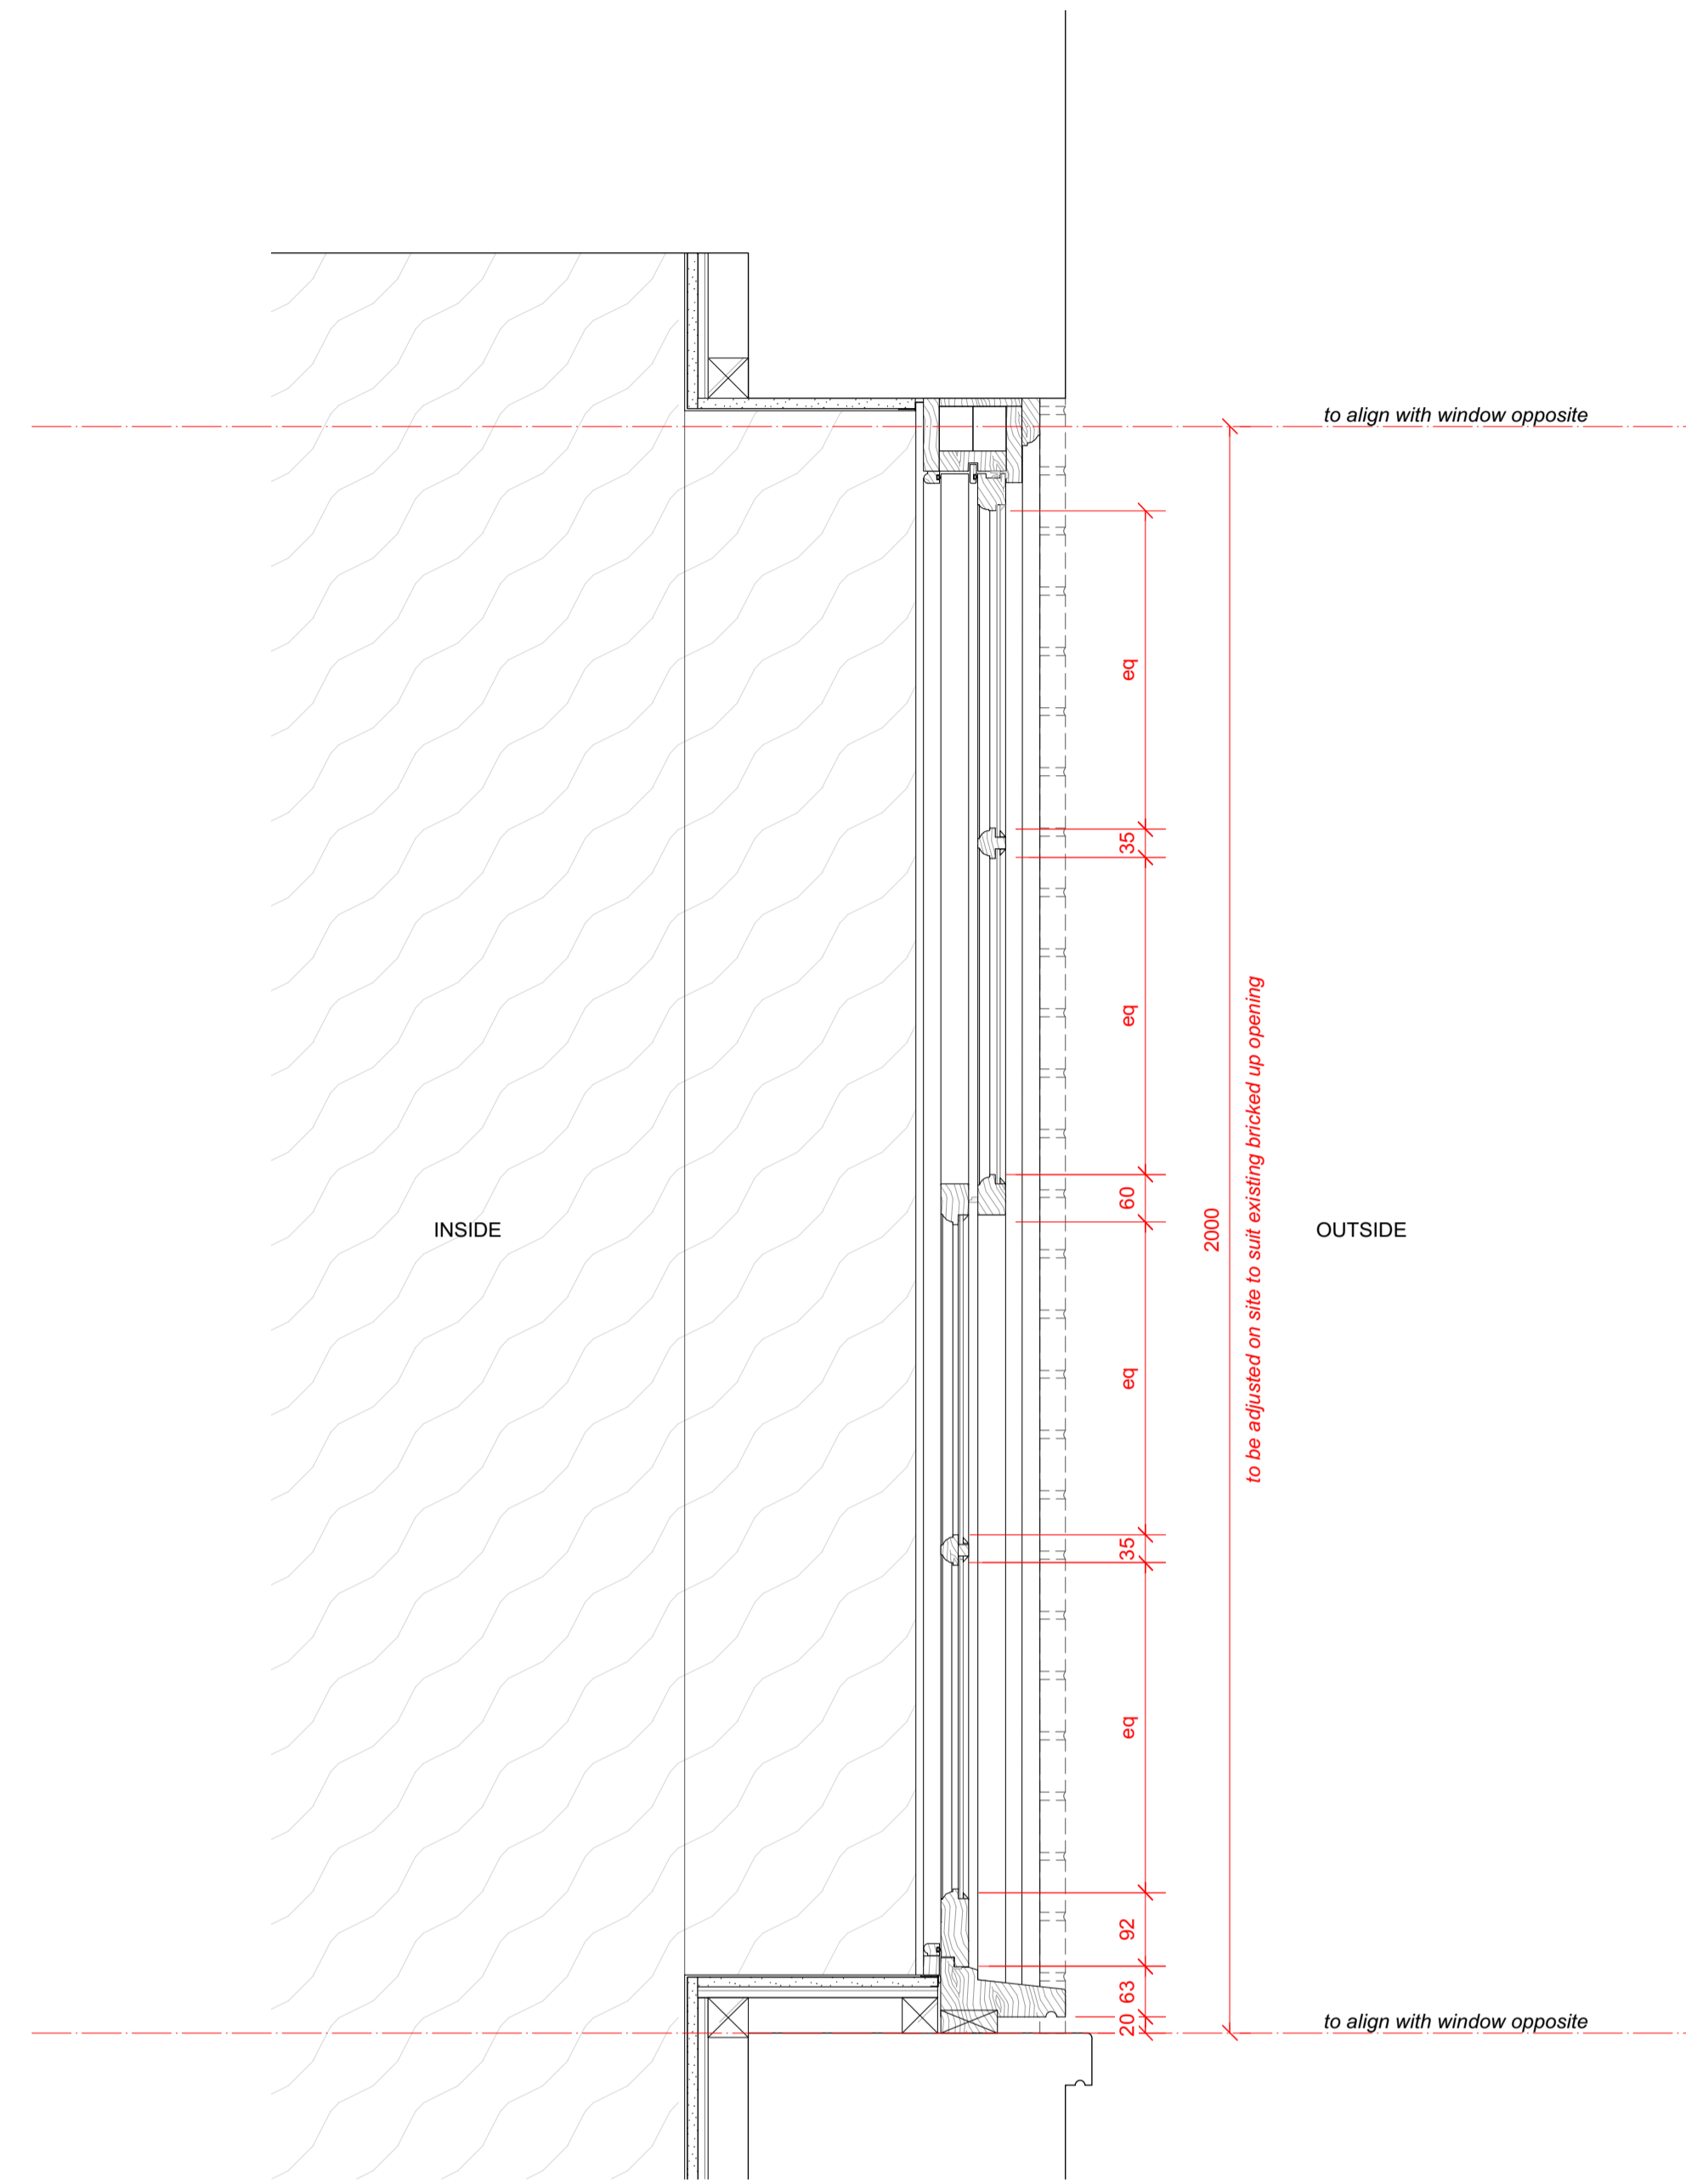 to align with window opposite
eq
35
eq
60
2000
to be adjusted on site to suit existing bricked up opening
INSIDE
OUTSIDE
eq
35
eq
92
63
20
to align with window opposite